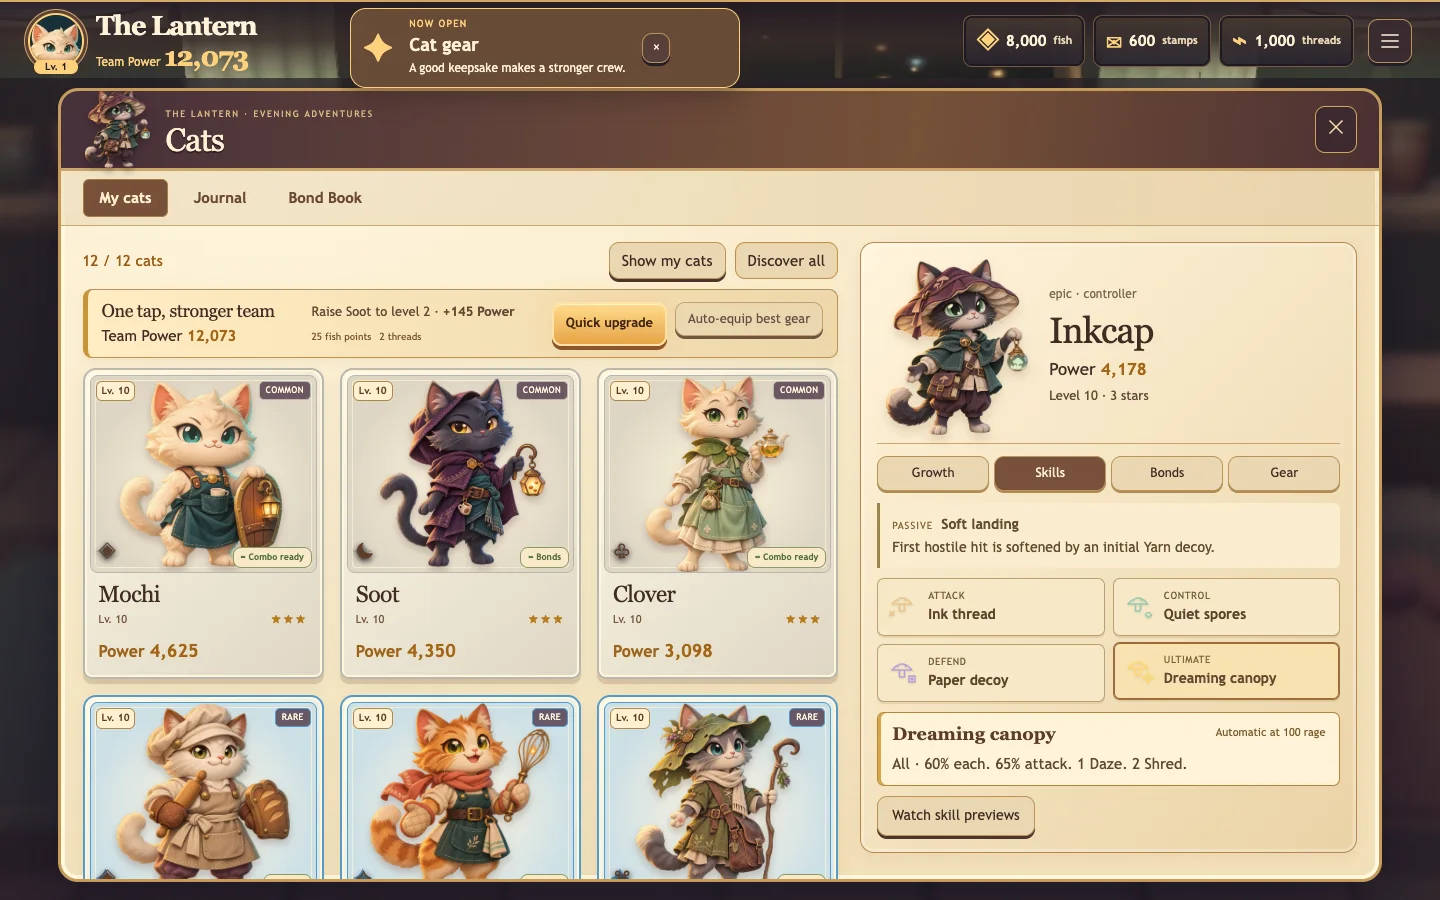 The Lantern
Team Power 12,073
Lv. 1
NOW OPEN
Cat gear
A good keepsake makes a stronger crew.
×
8,000 fish
600 stamps
1,000 threads
THE LANTERN · EVENING ADVENTURES
Cats
My cats
Journal
Bond Book
12 / 12 cats
Show my cats
Discover all
One tap, stronger team
Team Power 12,073
Raise Soot to level 2 · +145 Power
25 fish points 2 threads
Quick upgrade
Auto-equip best gear
Lv. 10
COMMON
Combo ready
Mochi
Lv. 10
★★★
Power 4,625
Lv. 10
COMMON
Bonds
Soot
Lv. 10
★★★
Power 4,350
Lv. 10
COMMON
Combo ready
Clover
Lv. 10
★★★
Power 3,098
Lv. 10
RARE
Lv. 10
RARE
Lv. 10
RARE
epic · controller
Inkcap
Power 4,178
Level 10 · 3 stars
Growth
Skills
Bonds
Gear
PASSIVE Soft landing
First hostile hit is softened by an initial Yarn decoy.
ATTACK
Ink thread
CONTROL
Quiet spores
DEFEND
Paper decoy
ULTIMATE
Dreaming canopy
Dreaming canopy
Automatic at 100 rage
All · 60% each. 65% attack. 1 Daze. 2 Shred.
Watch skill previews